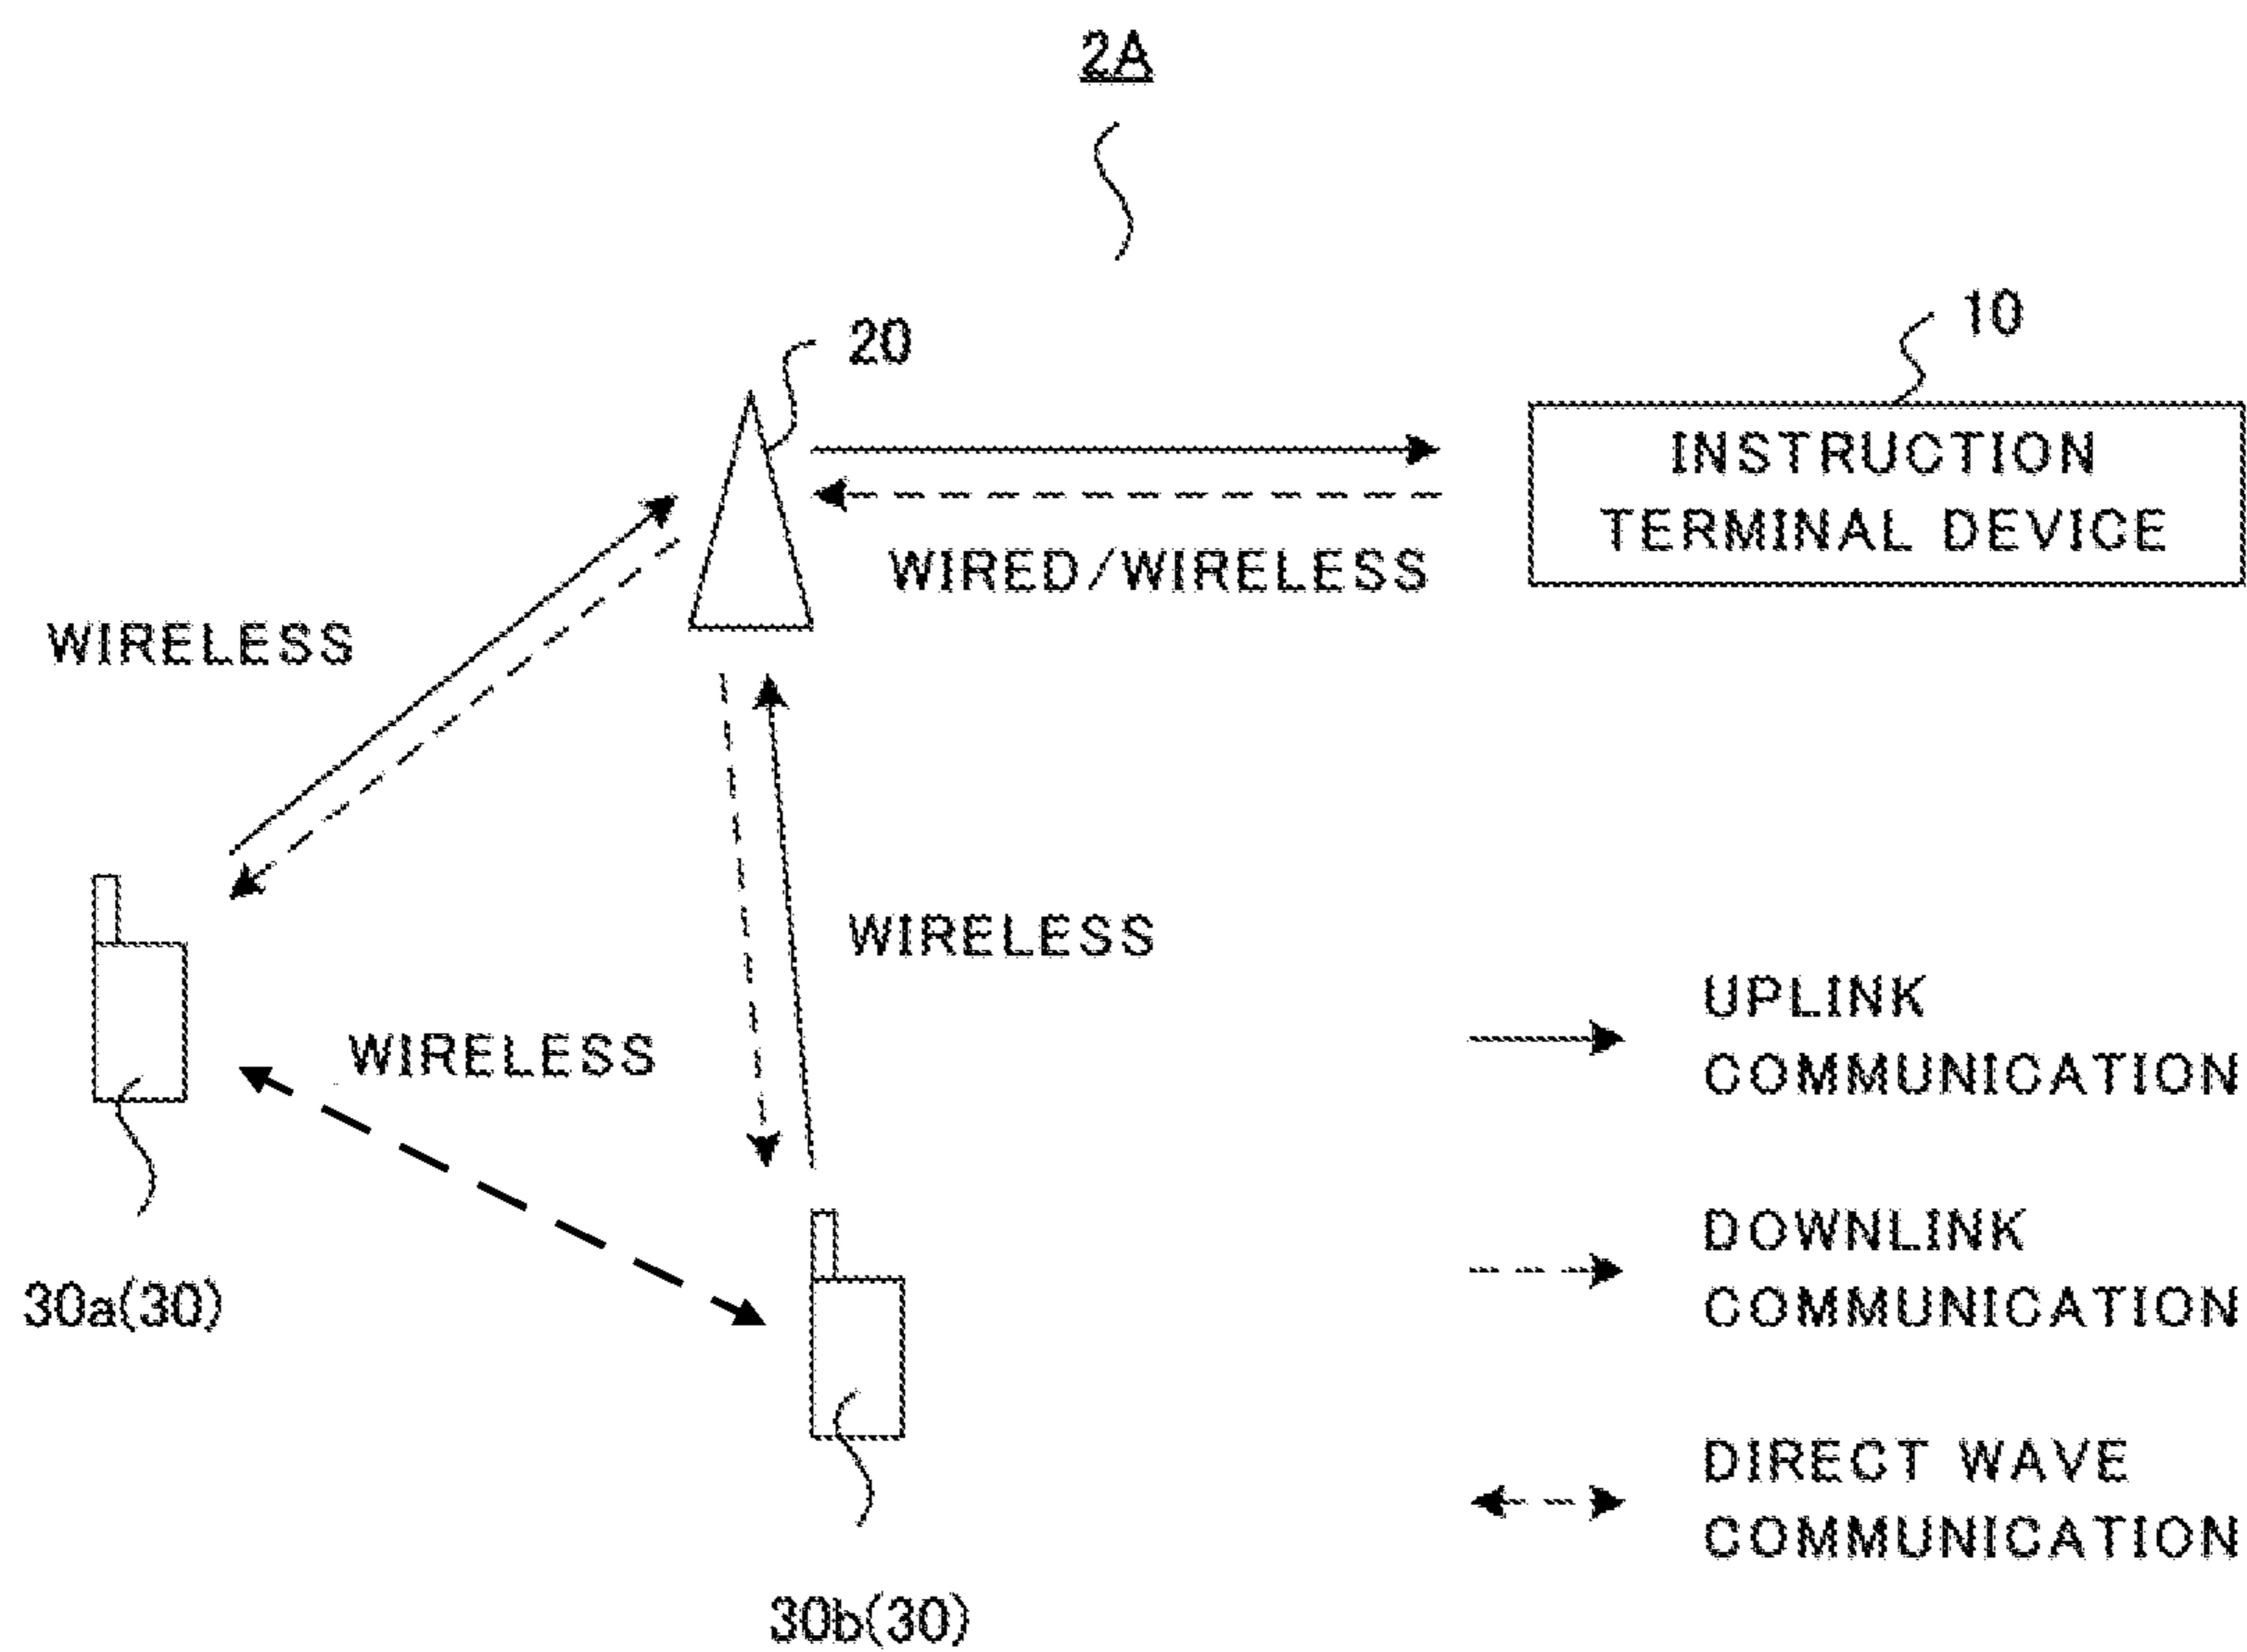 2A
20
10
INSTRUCTION
TERMINAL DEVICE
WIRED/WIRELESS
WIRELESS
WIRELESS
WIRELESS
30a(30)
30b(30)
UPLINK
COMMUNICATION
DOWNLINK
COMMUNICATION
DIRECT WAVE
COMMUNICATION